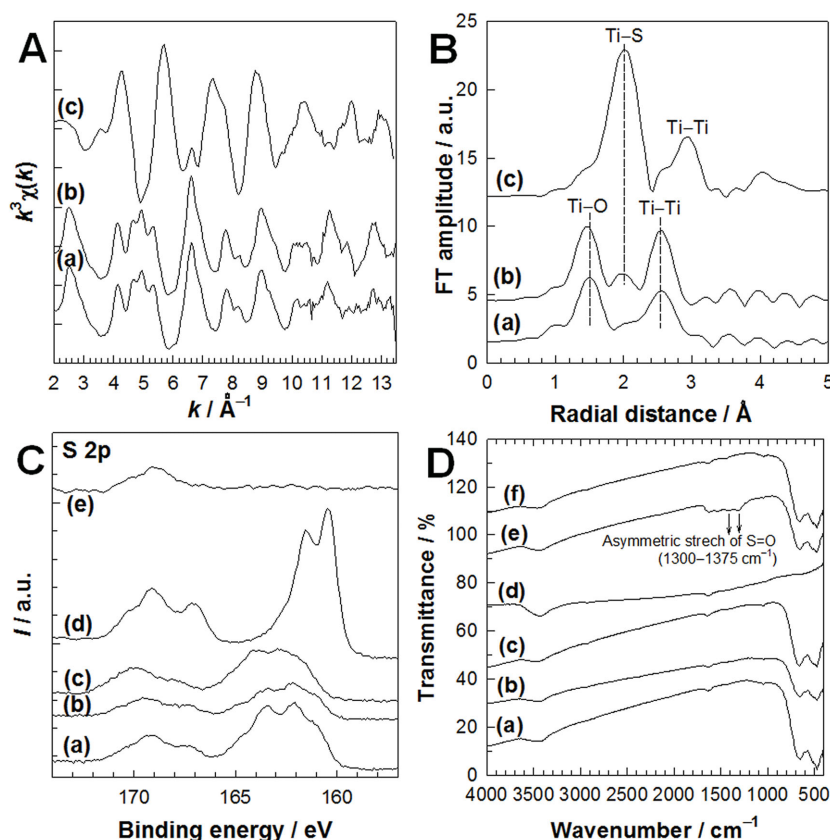 A
(c)
(b)
(a)
k³χ(k)
2 3 4 5 6 7 8 9 10 11 12 13
k / Å⁻¹
B
Ti–S
Ti–Ti
(c)
Ti–O
Ti–Ti
(b)
(a)
FT amplitude / a.u.
25
20
15
10
5
0
0 1 2 3 4 5
Radial distance / Å
C
S 2p
(e)
(d)
(c)
(b)
(a)
I / a.u.
170 165 160
Binding energy / eV
D
(f)
(e)
Asymmetric strech of S=O
(1300–1375 cm⁻¹)
(d)
(c)
(b)
(a)
Transmittance / %
140
120
100
80
60
40
20
0
4000 3500 3000 2500 2000 1500 1000 400
Wavenumber / cm⁻¹